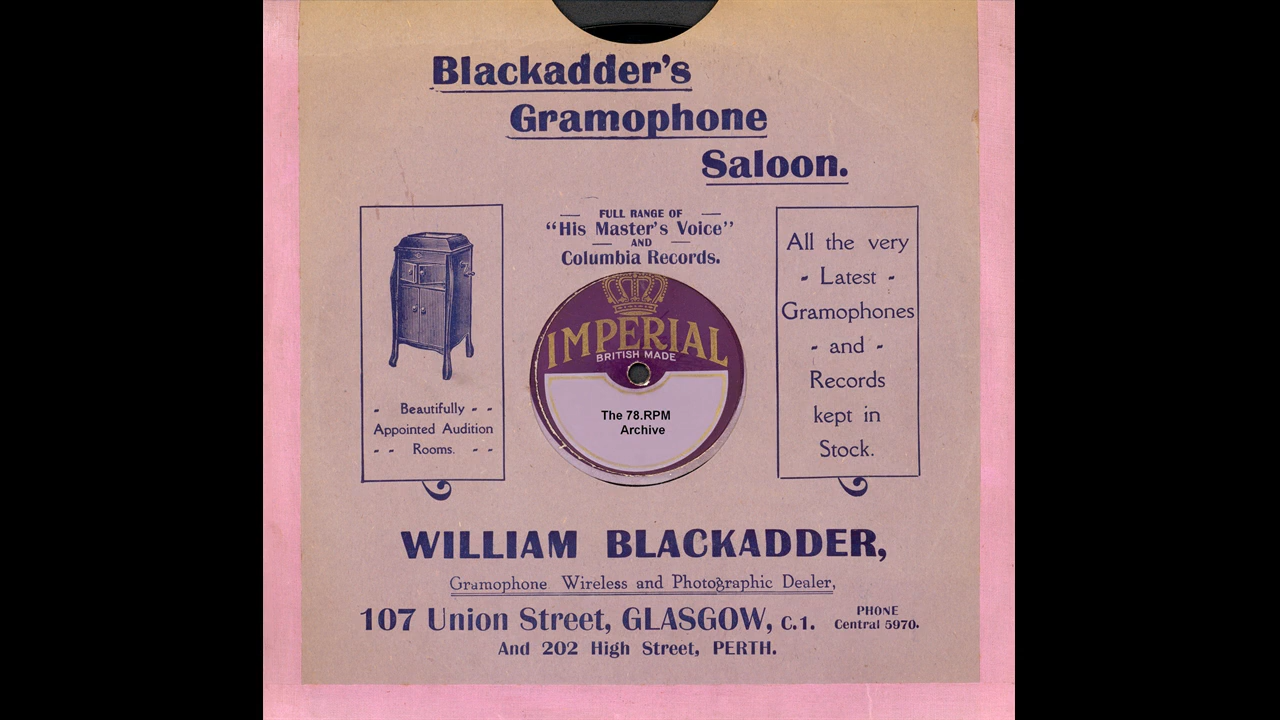 Blackadder's
Gramophone
Saloon.
FULL RANGE OF
"His Master's Voice"
AND
Columbia Records.
All the very
- Latest -
Gramophones
- and -
Records
kept in
Stock.
IMPERIAL
BRITISH MADE
The 78.RPM
Archive
- Beautifully - -
Appointed Audition
- - Rooms. - -
WILLIAM BLACKADDER,
Gramophone Wireless and Photographic Dealer,
107 Union Street, GLASGOW, C.1.
PHONE
Central 5970.
And 202 High Street, PERTH.